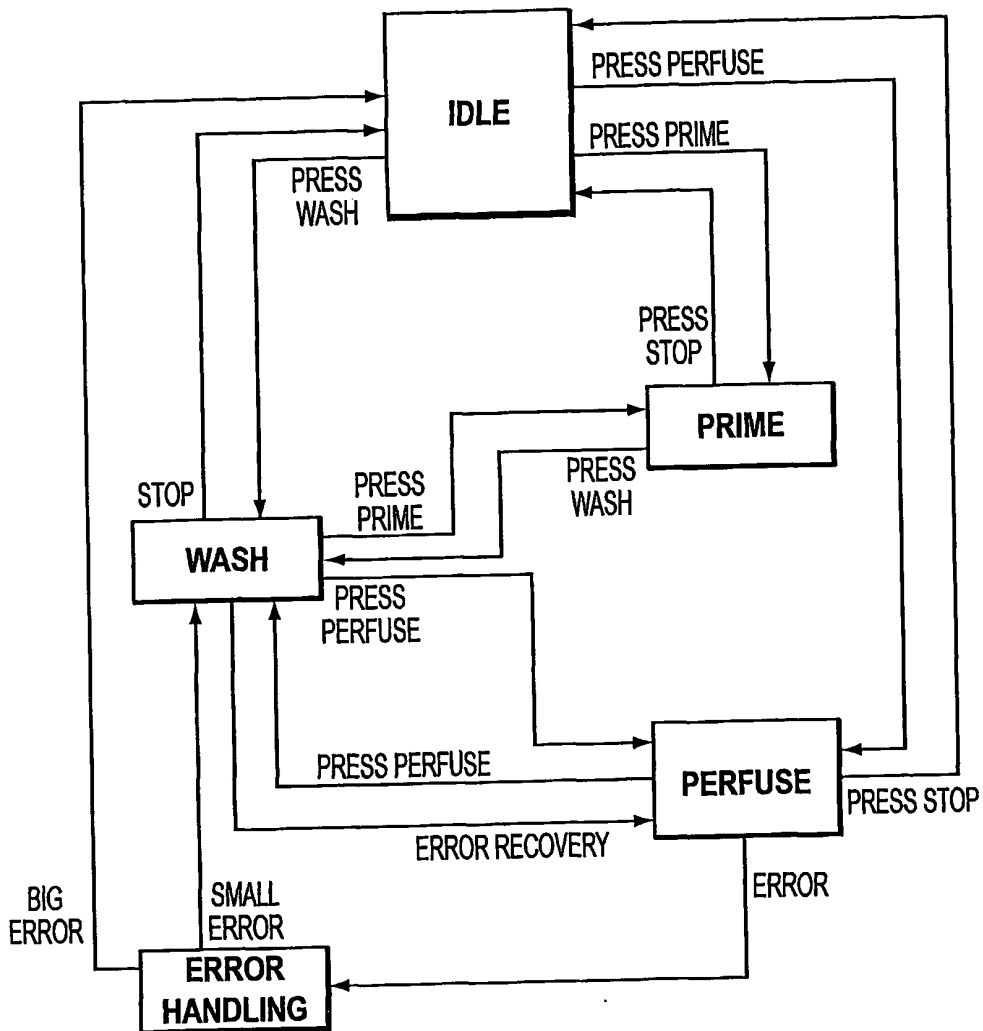 IDLE
PRESS PERFUSE
PRESS PRIME
PRESS
WASH
PRESS
STOP
PRIME
PRESS
WASH
STOP
PRESS
PRIME
WASH
PRESS
PERFUSE
PRESS PERFUSE
PERFUSE
PRESS STOP
ERROR RECOVERY
ERROR
BIG
ERROR
SMALL
ERROR
ERROR
HANDLING